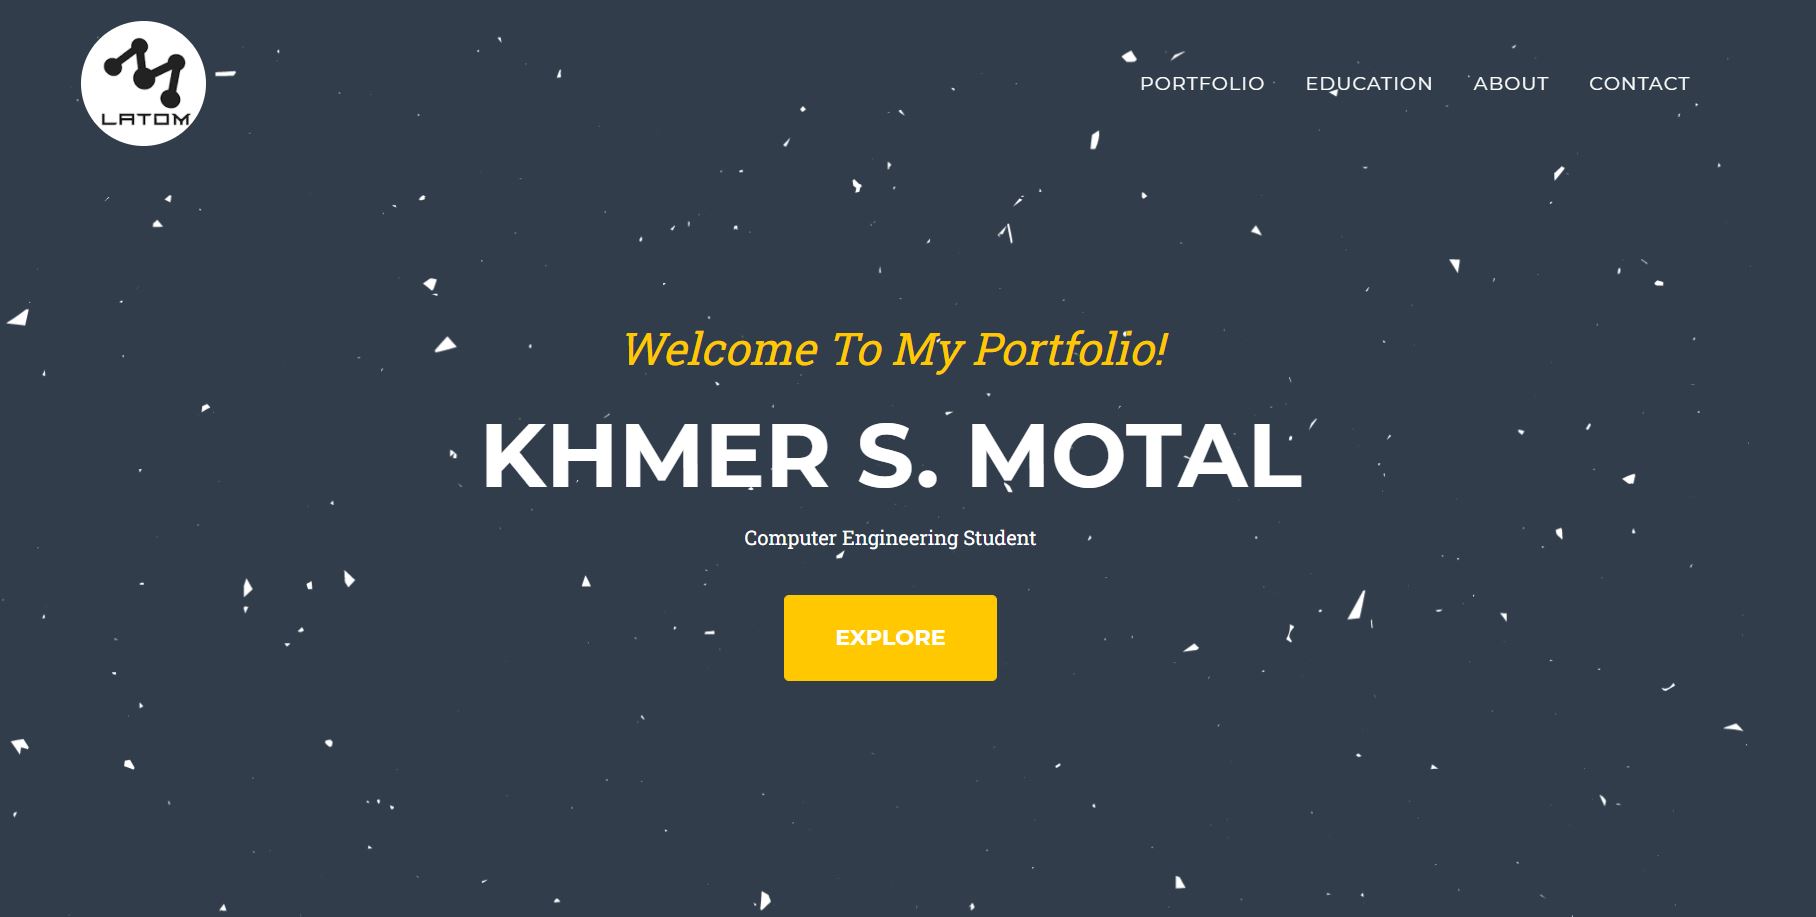 LATOM
PORTFOLIO EDUCATION ABOUT CONTACT
Welcome To My Portfolio!
KHMER S. MOTAL
Computer Engineering Student
EXPLORE